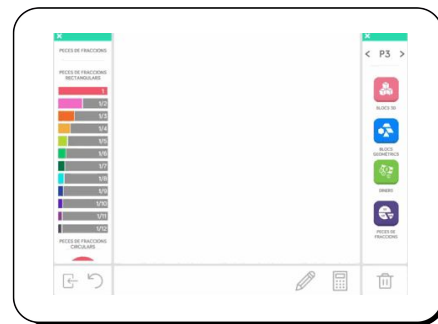 PECES DE FRACCIONS
PECES DE FRACCIONS
RECTANGULARS
1
1/2
1/3
1/4
1/5
1/6
1/7
1/8
1/9
1/10
1/11
1/12
PECES DE FRACCIONS
CIRCULARS
< P3 >
BLOCS 3D
BLOCS
GEOMÈTRICS
PECES DE
FRACCIONS